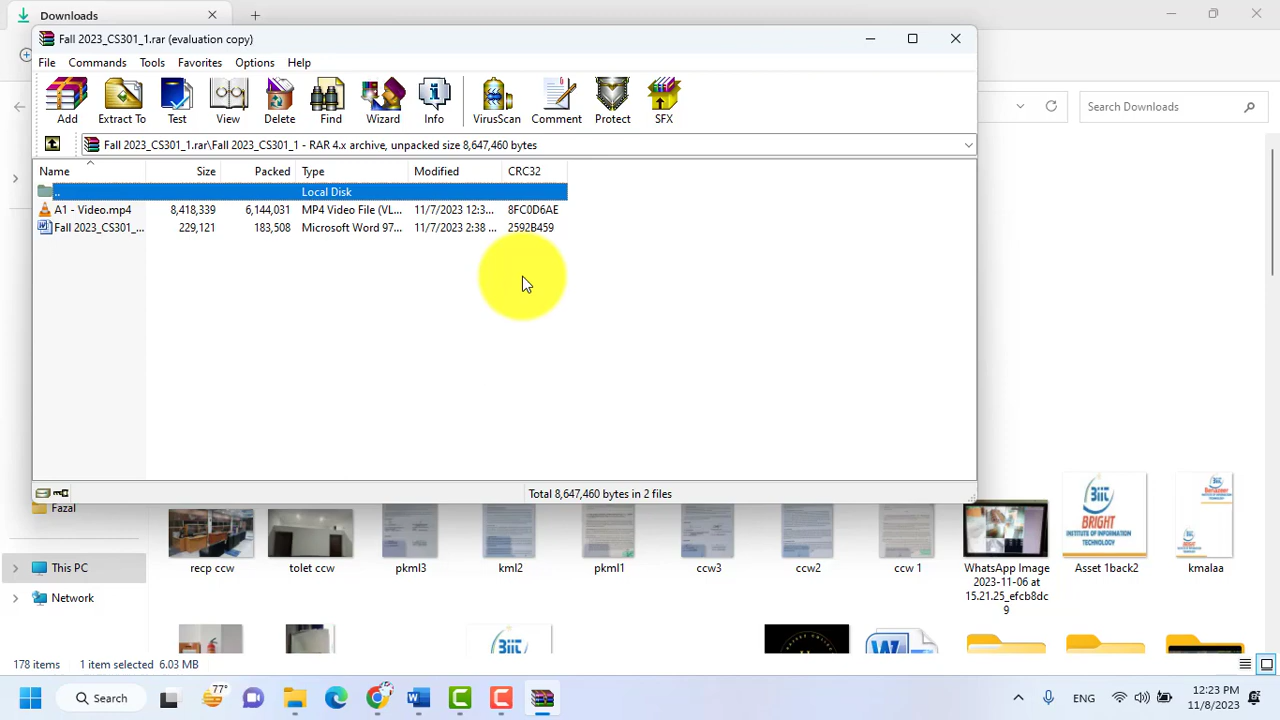 Downloads
Fall 2023_CS301_1.rar (evaluation copy)
File Commands Tools Favorites Options Help
Add Extract To Test View Delete Find Wizard Info VirusScan Comment Protect SFX
Search Downloads
Fall 2023_CS301_1.rar\Fall 2023_CS301_1 - RAR 4.x archive, unpacked size 8,647,460 bytes
Name Size Packed Type Modified CRC32
.. Local Disk
A1 - Video.mp4 8,418,339 6,144,031 MP4 Video File (VL... 11/7/2023 12:3... 8FC0D6AE
Fall 2023_CS301_... 229,121 183,508 Microsoft Word 97... 11/7/2023 2:38 ... 2592B459
Total 8,647,460 bytes in 2 files
Fazal
This PC
Network
BRIGHT
INSTITUTE OF INFORMATION
TECHNOLOGY
recp ccw tolet ccw pkml3 kml2 pkml1 ccw3 ccw2 ccw 1 WhatsApp Image Asset 1back2 kmalaa
2023-11-06 at
15.21.25_efcb8dc
9
178 items 1 item selected 6.03 MB
77°
Search
ENG
12:23 PM
11/8/2023